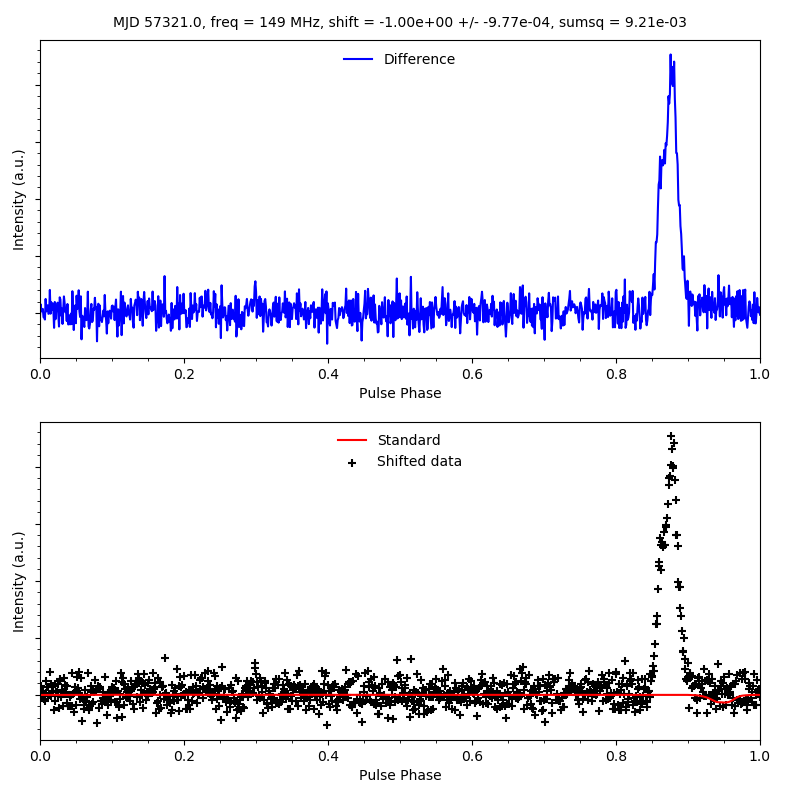 MJD 57321.0, freq = 149 MHz, shift = -1.00e+00 +/- -9.77e-04, sumsq = 9.21e-03
Difference
Intensity (a.u.)
0.0 0.2 0.4 0.6 0.8 1.0
Pulse Phase
Standard
Shifted data
Intensity (a.u.)
0.0 0.2 0.4 0.6 0.8 1.0
Pulse Phase